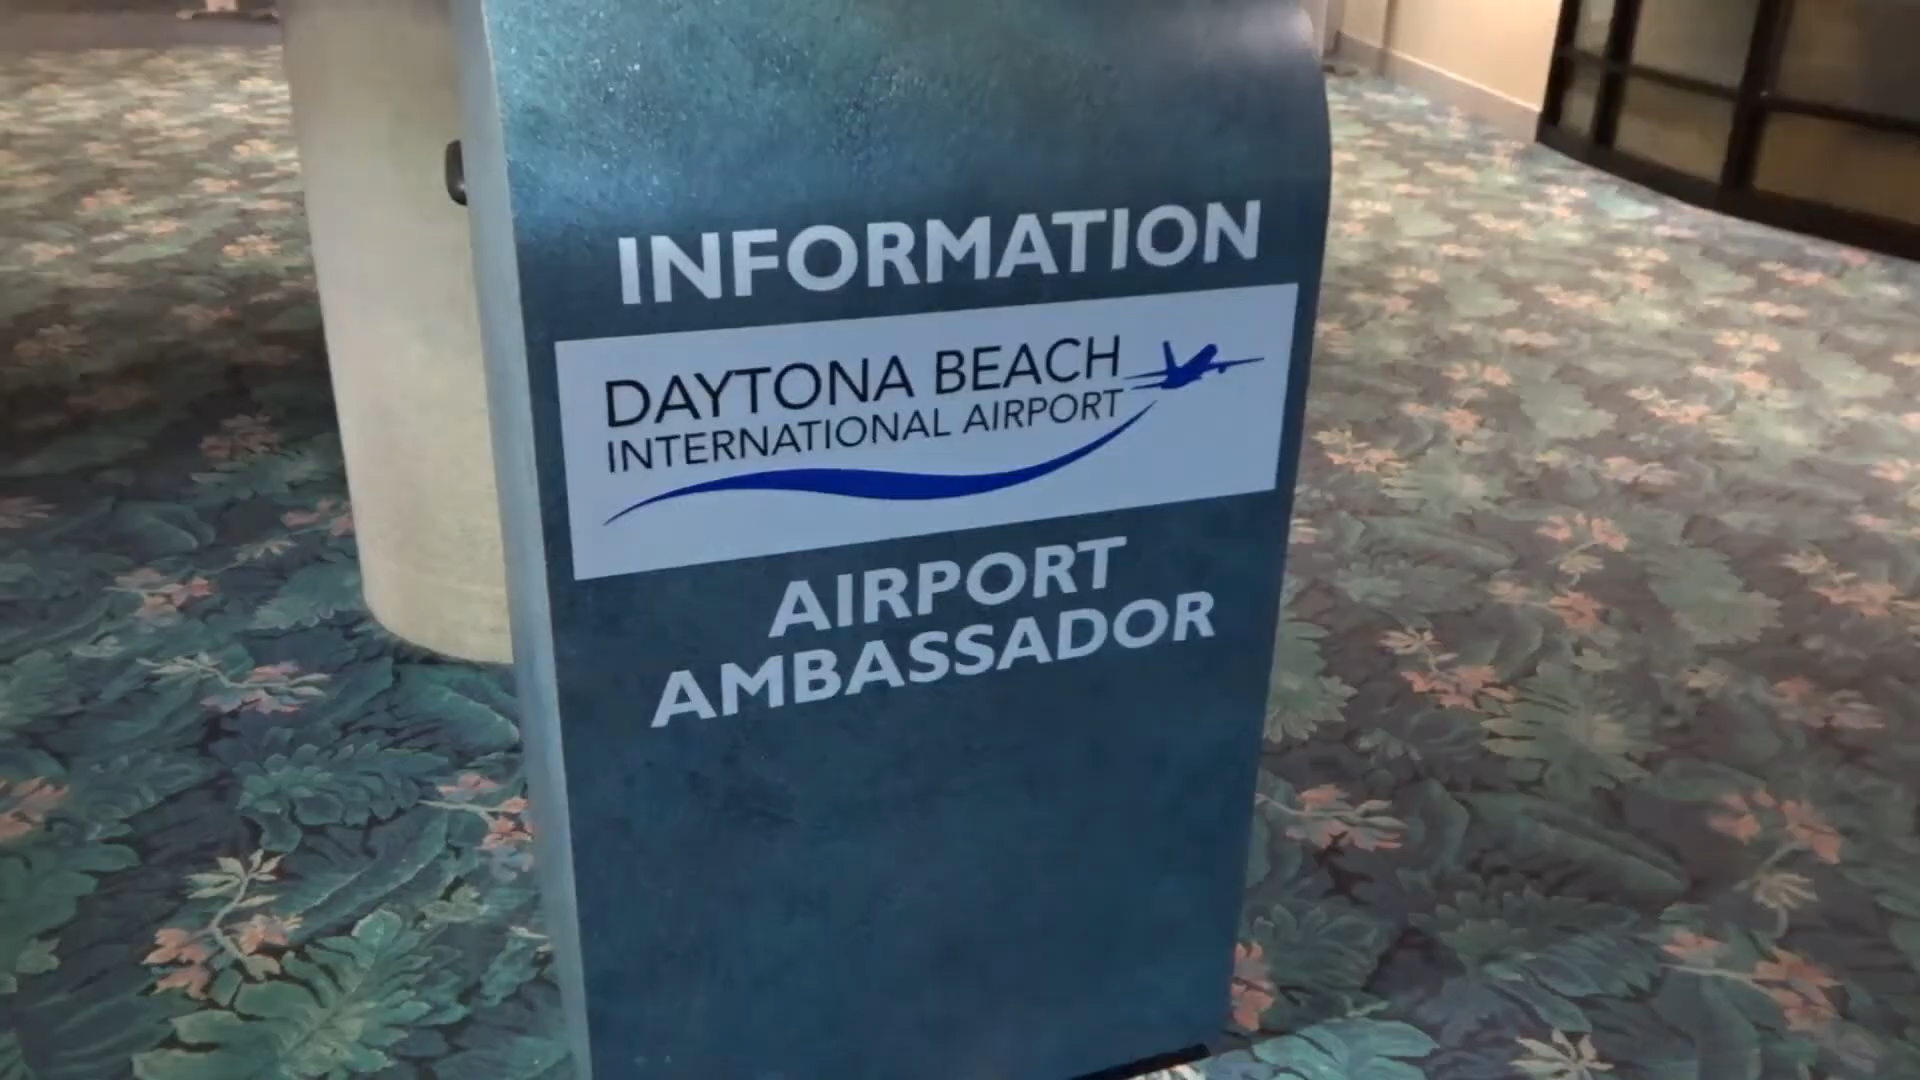 INFORMATION
DAYTONA BEACH
INTERNATIONAL AIRPORT
AIRPORT
AMBASSADOR